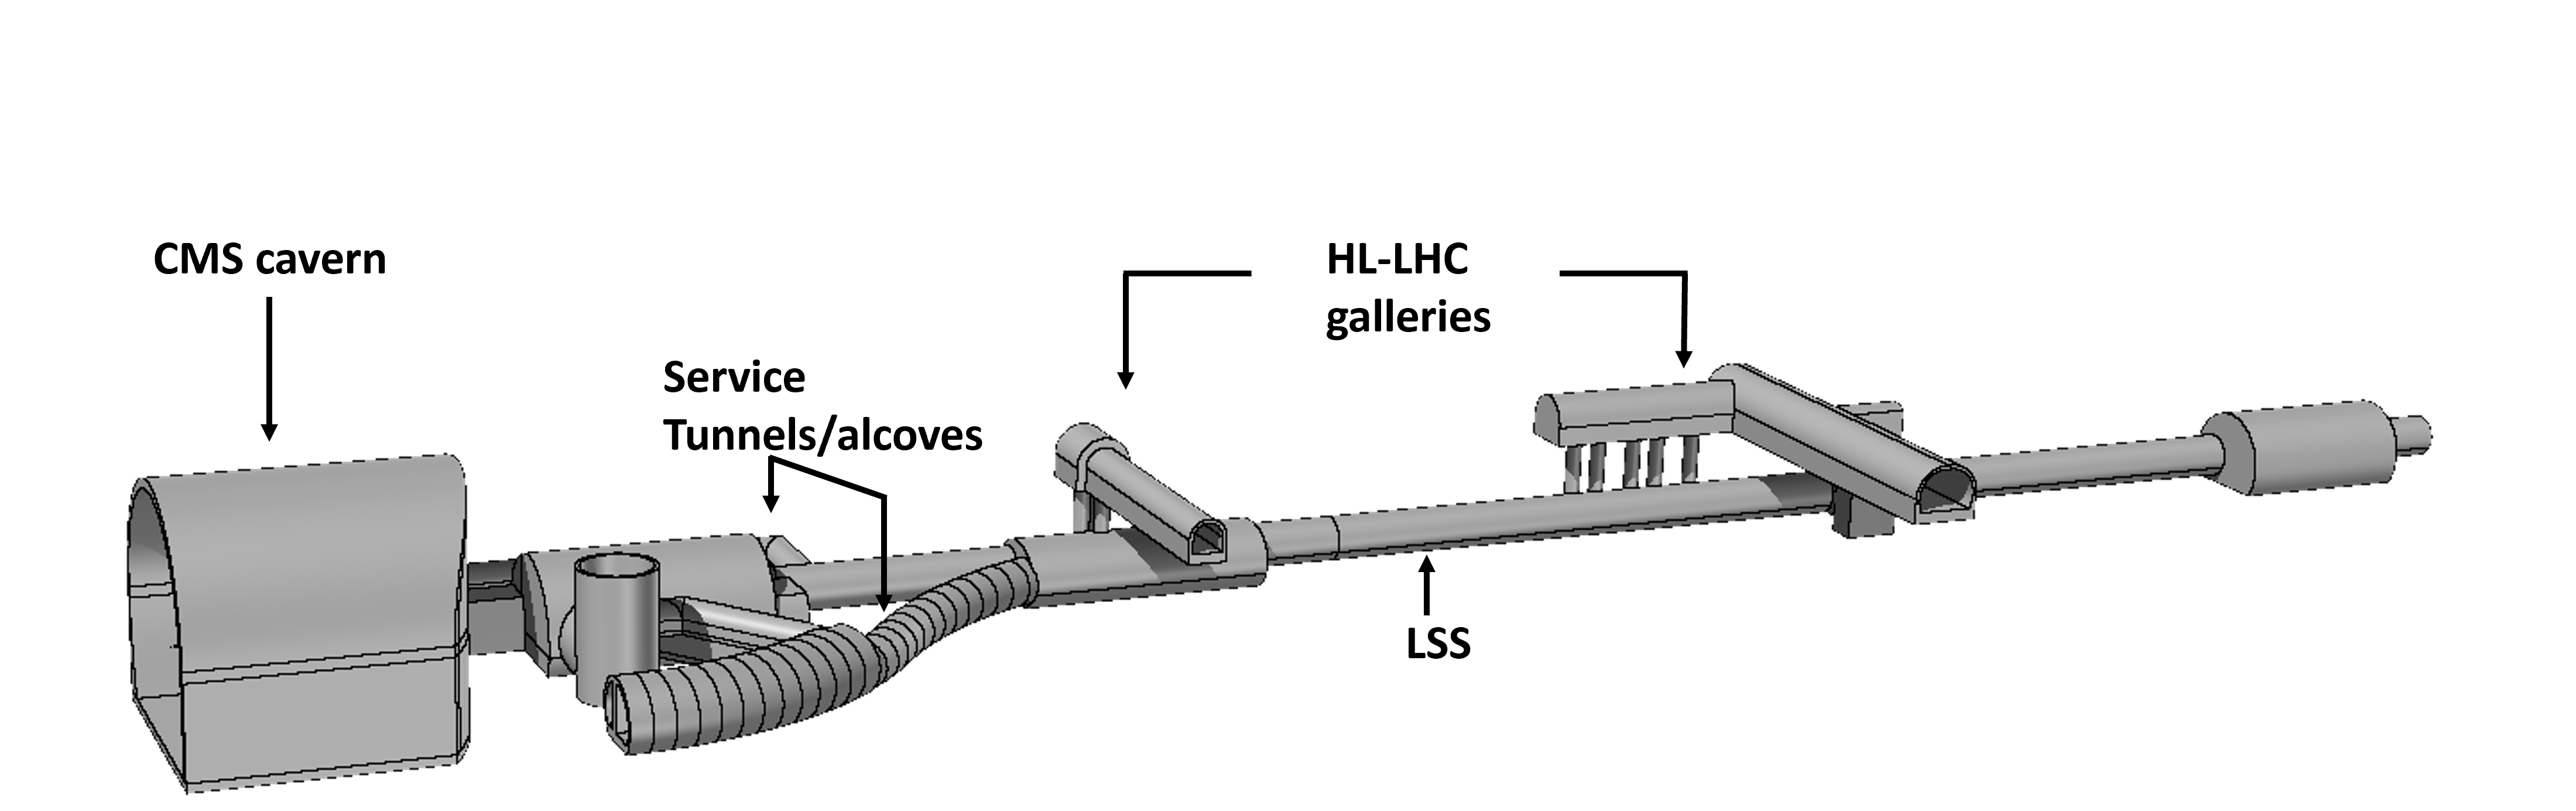 CMS cavern
HL-LHC
galleries
Service
Tunnels/alcoves
LSS